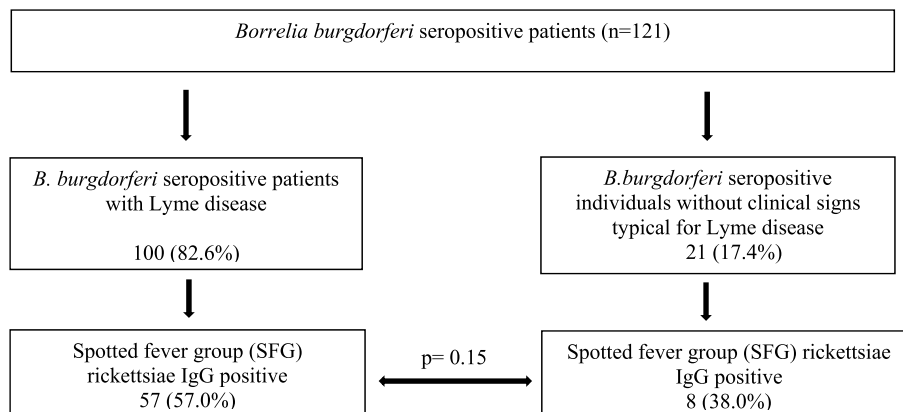 Borrelia burgdorferi seropositive patients (n=121)
B. burgdorferi seropositive patients
with Lyme disease
100 (82.6%)
B.burgdorferi seropositive
individuals without clinical signs
typical for Lyme disease
21 (17.4%)
Spotted fever group (SFG)
rickettsiae IgG positive
57 (57.0%)
p= 0.15
Spotted fever group (SFG) rickettsiae
IgG positive
8 (38.0%)